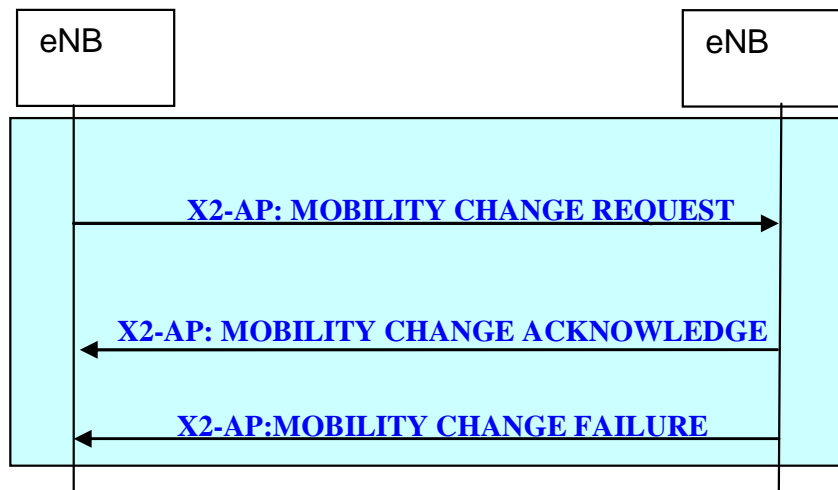 eNB
eNB
X2-AP: MOBILITY CHANGE REQUEST
X2-AP: MOBILITY CHANGE ACKNOWLEDGE
X2-AP:MOBILITY CHANGE FAILURE